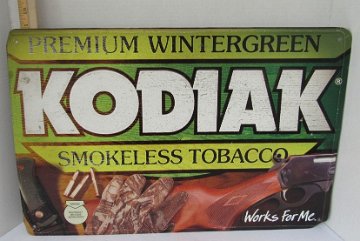 PREMIUM WINTERGREEN
KODIAK®
SMOKELESS TOBACCO
Works For Me.